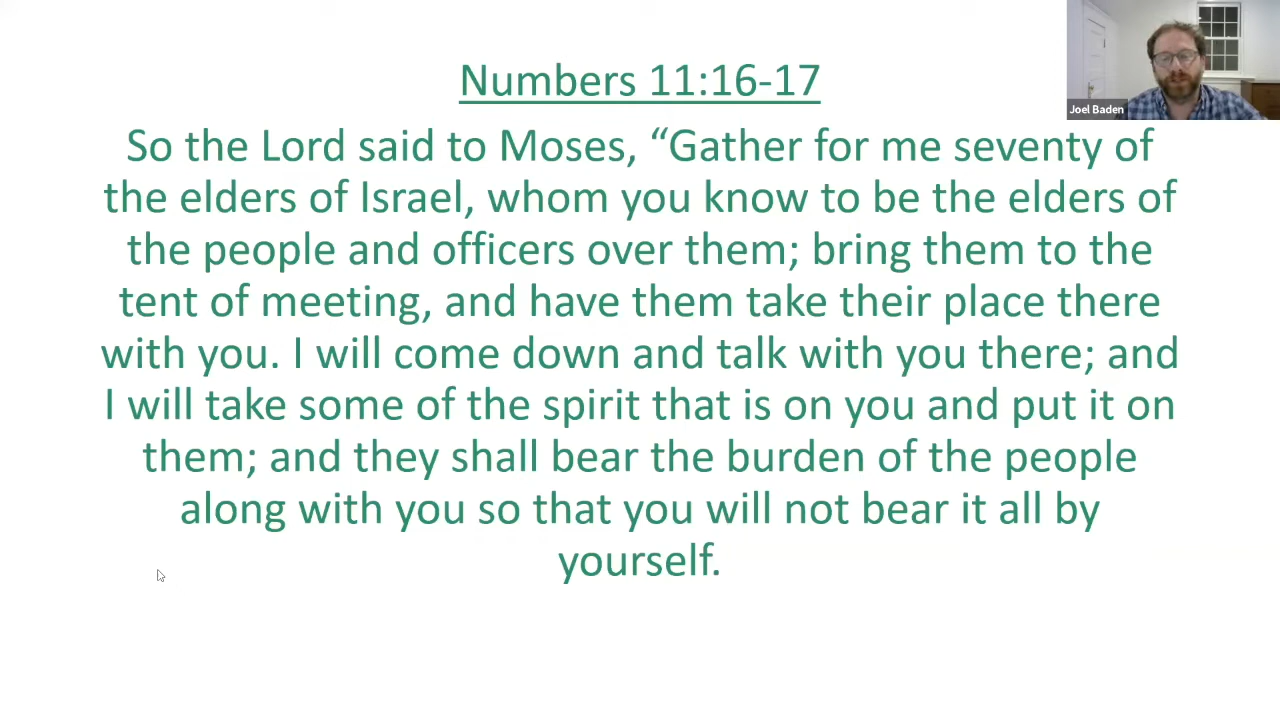 Numbers 11:16-17
So the Lord said to Moses, “Gather for me seventy of
the elders of Israel, whom you know to be the elders of
the people and officers over them; bring them to the
tent of meeting, and have them take their place there
with you. I will come down and talk with you there; and
I will take some of the spirit that is on you and put it on
them; and they shall bear the burden of the people
along with you so that you will not bear it all by
yourself.
Joel Baden